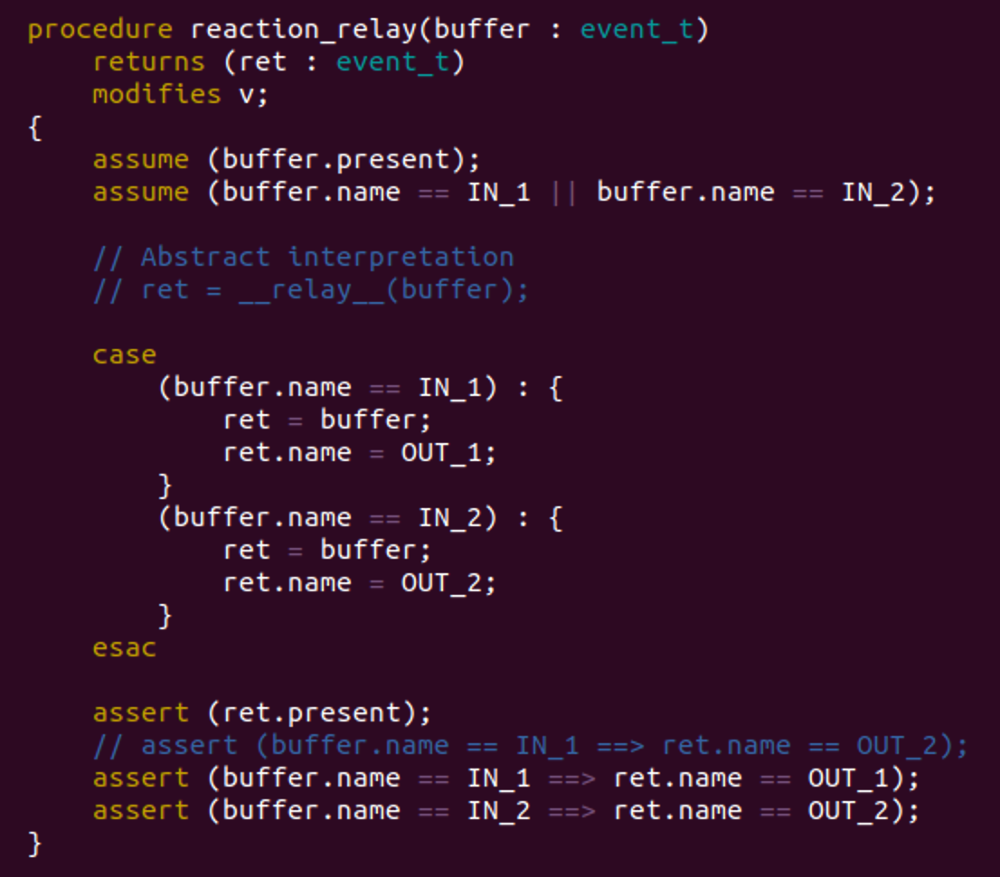 procedure reaction_relay(buffer : event_t)
    returns (ret : event_t)
    modifies v;
{
    assume (buffer.present);
    assume (buffer.name == IN_1 || buffer.name == IN_2);

    // Abstract interpretation
    // ret = __relay__(buffer);

    case
        (buffer.name == IN_1) : {
            ret = buffer;
            ret.name = OUT_1;
        }
        (buffer.name == IN_2) : {
            ret = buffer;
            ret.name = OUT_2;
        }
    esac

    assert (ret.present);
    // assert (buffer.name == IN_1 ==> ret.name == OUT_2);
    assert (buffer.name == IN_1 ==> ret.name == OUT_1);
    assert (buffer.name == IN_2 ==> ret.name == OUT_2);
}